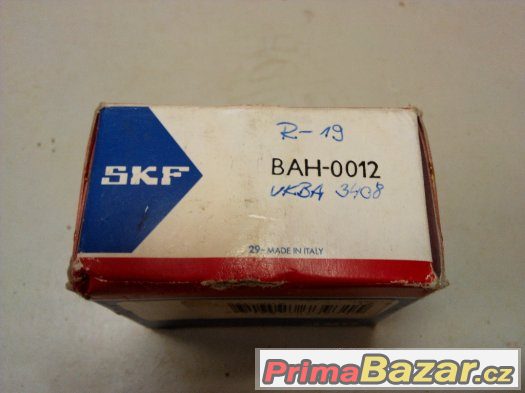 R-19
SKF
BAH-0012
VKBA 3408
29-MADE IN ITALY
PrimaBazar.cz